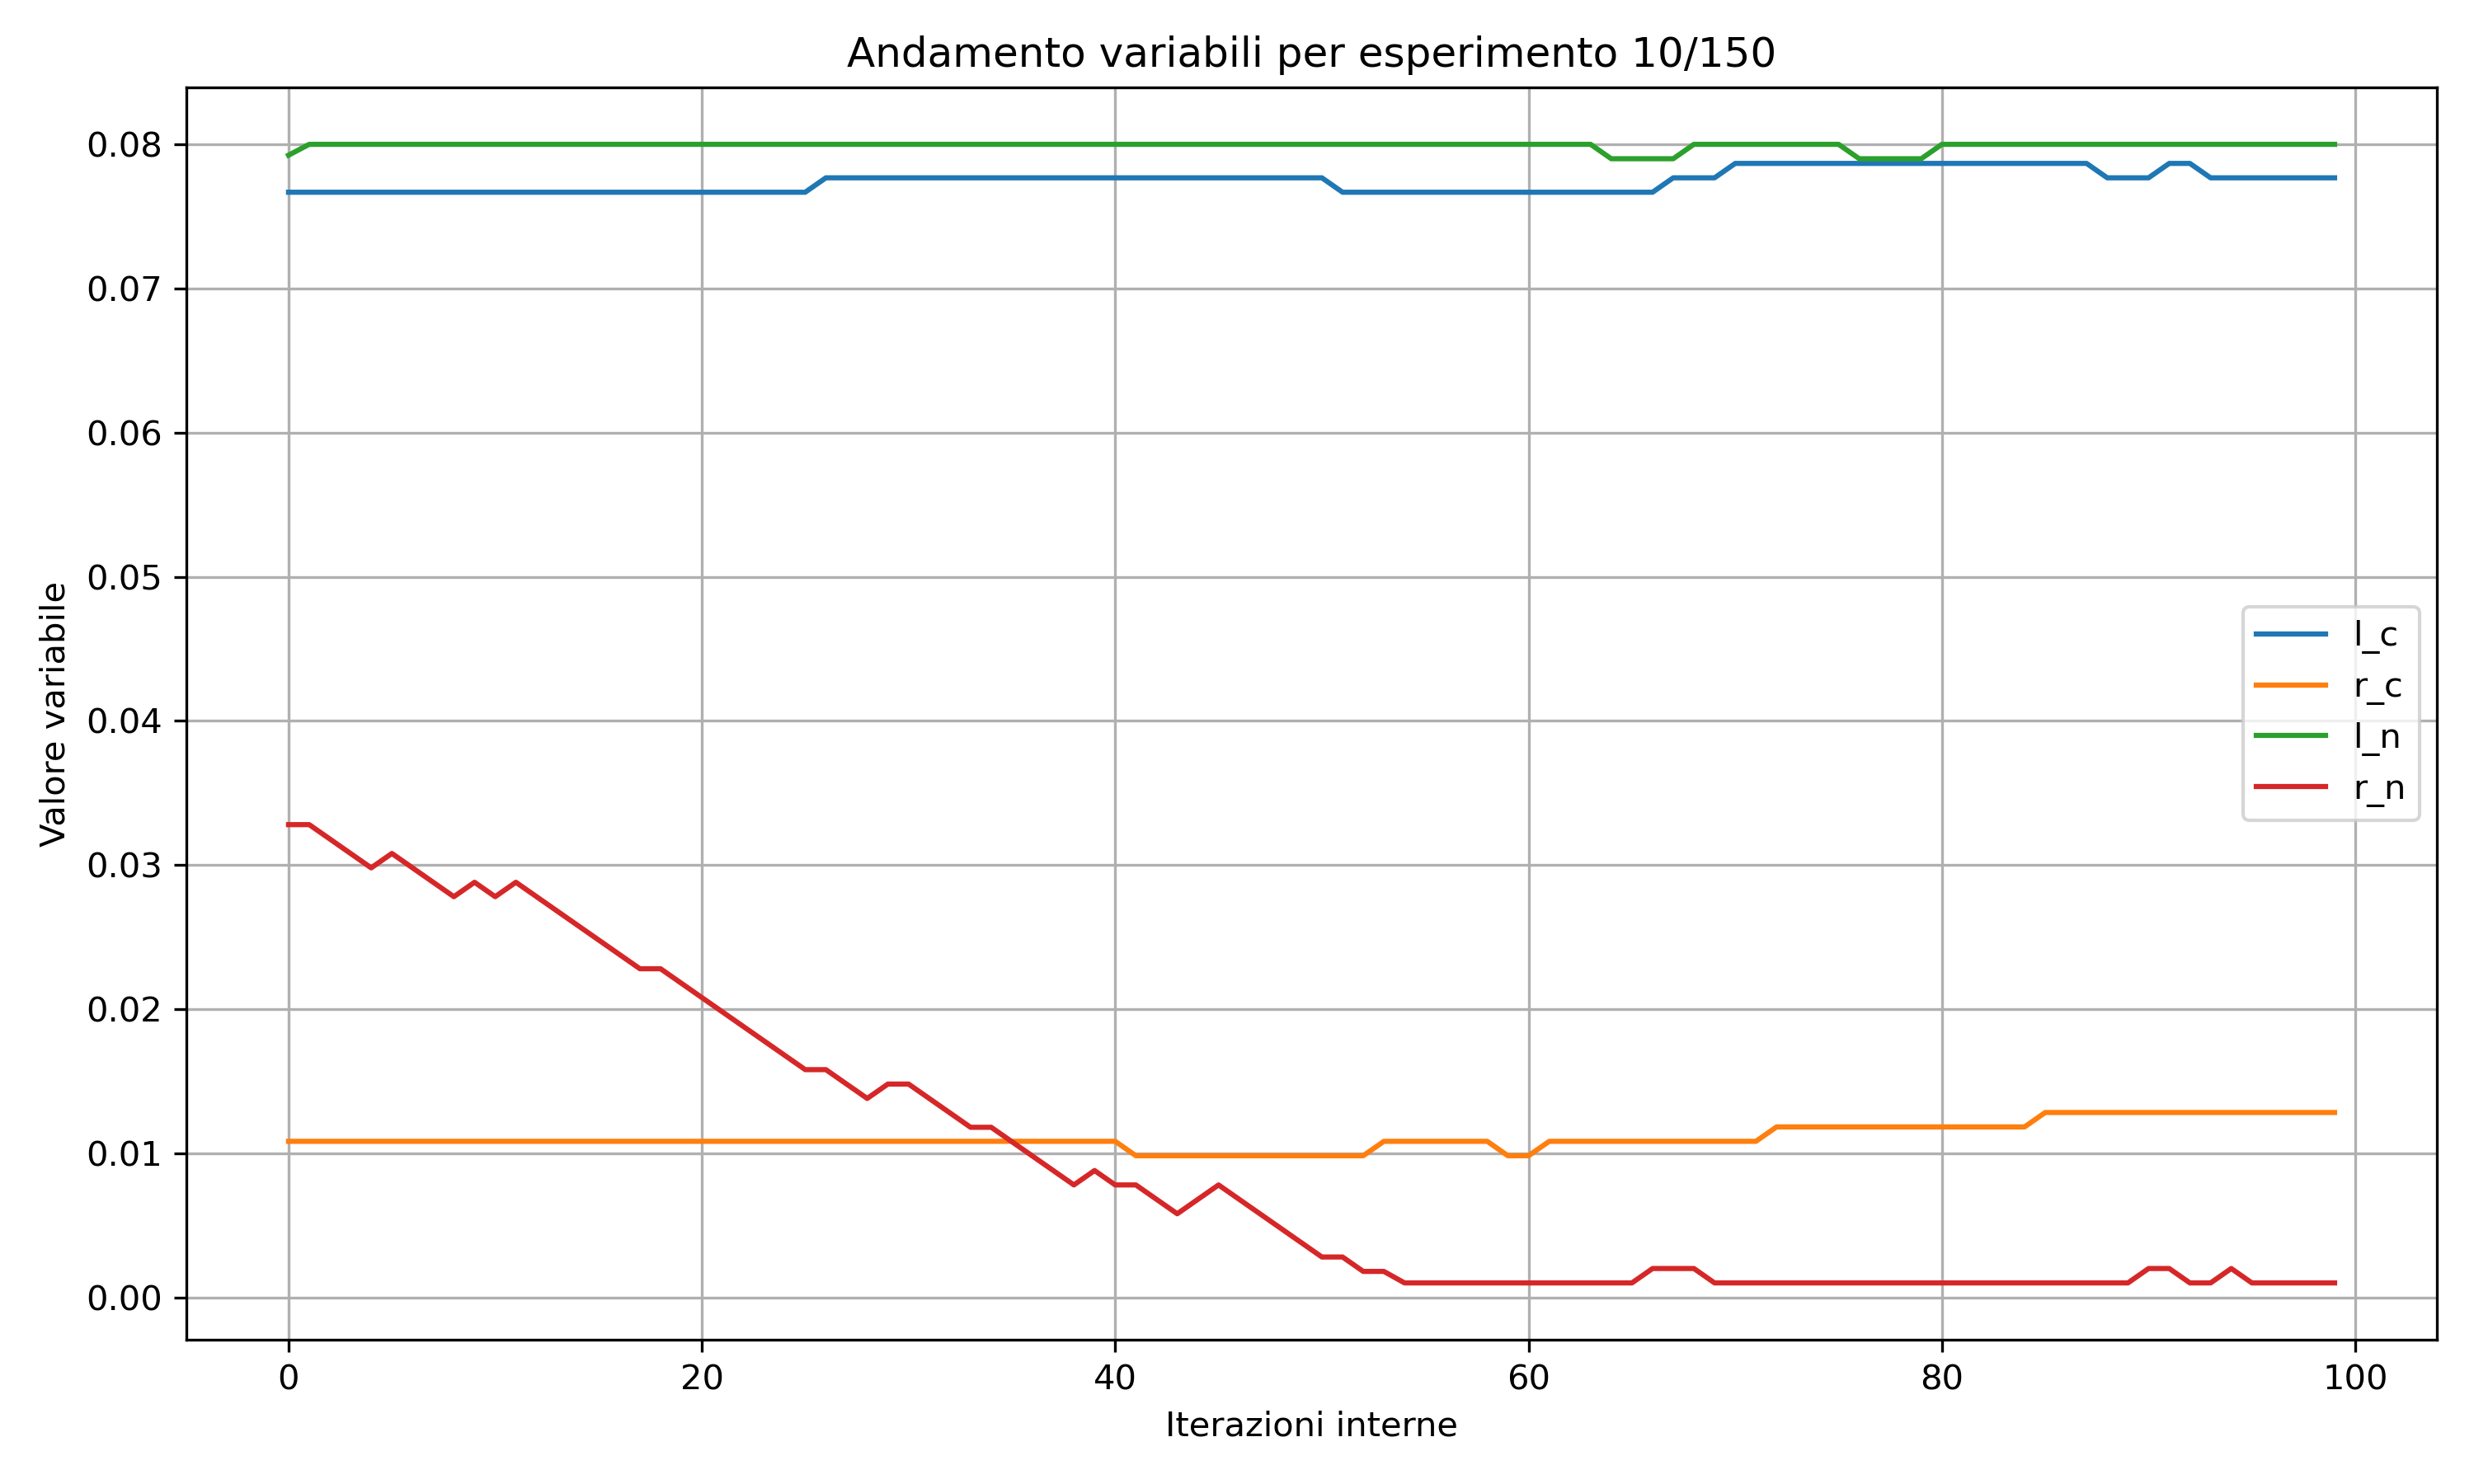 Andamento variabili per esperimento 10/150
Valore variabile
0.08
0.07
0.06
0.05
0.04
0.03
0.02
0.01
0.00
l_c
r_c
l_n
r_n
0 20 40 60 80 100
Iterazioni interne